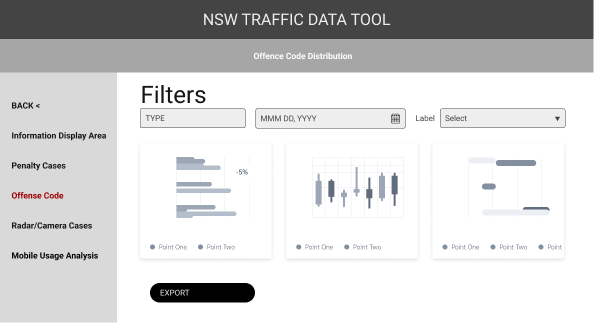 NSW TRAFFIC DATA TOOL
Offence Code Distribution
BACK <
Information Display Area
Penalty Cases
Offense Code
Radar/Camera Cases
Mobile Usage Analysis
Filters
TYPE
MMM DD, YYYY
Label
Select
-5%
Point One
Point Two
Point One
Point Two
Point One
Point Two
Point
EXPORT